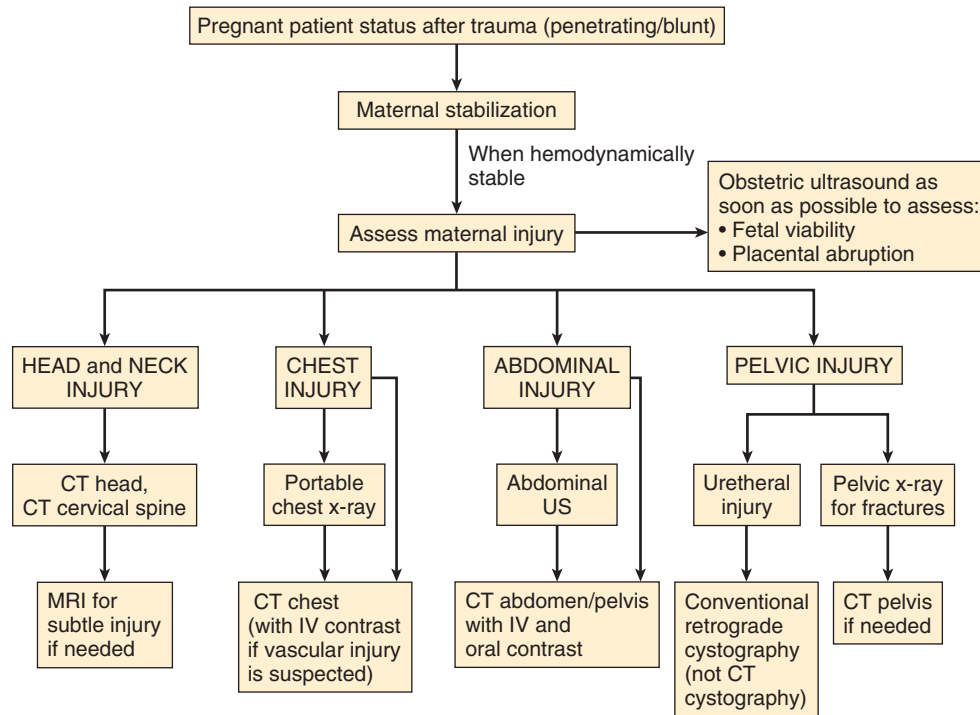 Pregnant patient status after trauma (penetrating/blunt)
Maternal stabilization
When hemodynamically
stable
Obstetric ultrasound as
soon as possible to assess:
• Fetal viability
• Placental abruption
Assess maternal injury
HEAD and NECK
INJURY
CHEST
INJURY
ABDOMINAL
INJURY
PELVIC INJURY
CT head,
CT cervical spine
Portable
chest x-ray
Abdominal
US
Urethral
injury
Pelvic x-ray
for fractures
MRI for
subtle injury
if needed
CT chest
(with IV contrast
if vascular injury
is suspected)
CT abdomen/pelvis
with IV and
oral contrast
Conventional
retrograde
cystography
(not CT
cystography)
CT pelvis
if needed